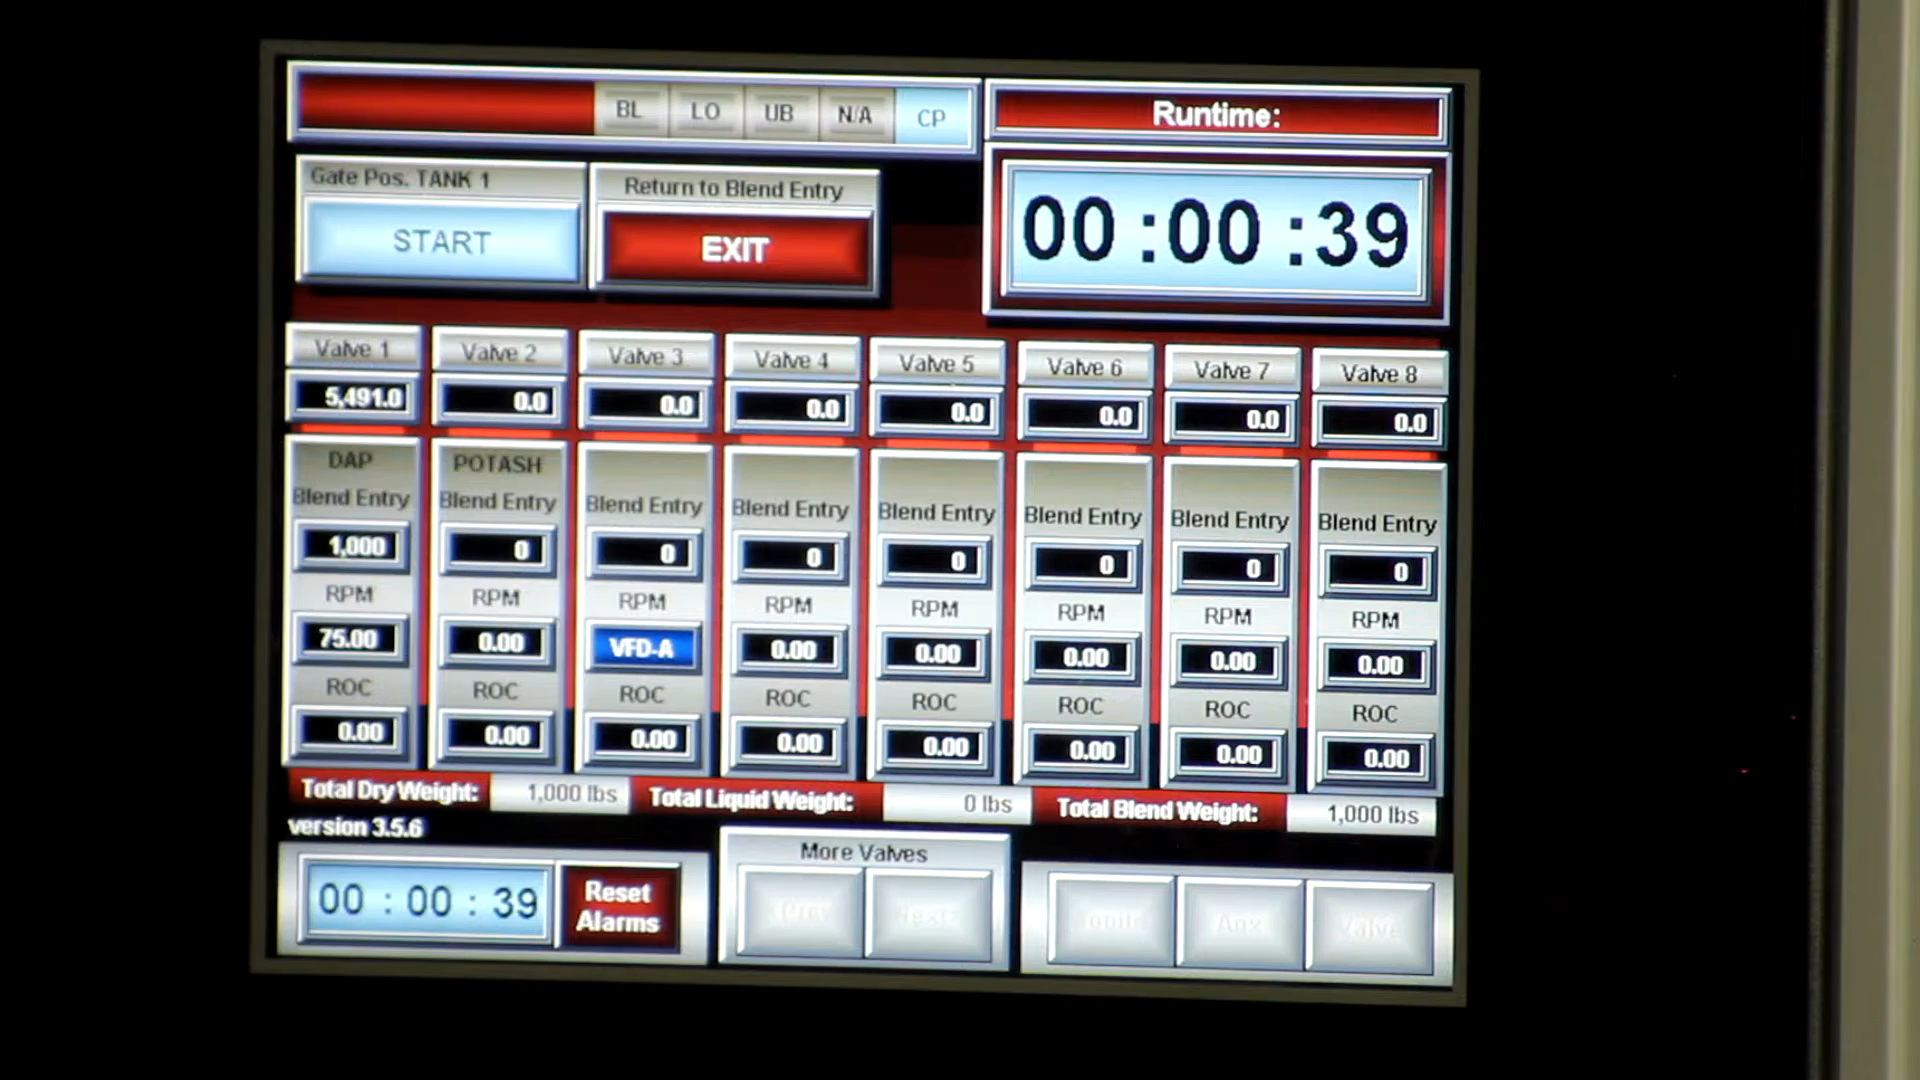 BL LO UB N/A CP
Runtime:
Gate Pos. TANK 1
START
Return to Blend Entry
EXIT
00 :00 :39
Valve 1 Valve 2 Valve 3 Valve 4 Valve 5 Valve 6 Valve 7 Valve 8
5,491.0 0.0 0.0 0.0 0.0 0.0 0.0 0.0
DAP POTASH
Blend Entry Blend Entry Blend Entry Blend Entry Blend Entry Blend Entry Blend Entry Blend Entry
1,000 0 0 0 0 0 0 0
RPM RPM RPM RPM RPM RPM RPM RPM
75.00 0.00 VFD-A 0.00 0.00 0.00 0.00 0.00
ROC ROC ROC ROC ROC ROC ROC ROC
0.00 0.00 0.00 0.00 0.00 0.00 0.00 0.00
Total Dry Weight: 1,000 lbs Total Liquid Weight: 0 lbs Total Blend Weight: 1,000 lbs
version 3.5.6
00 : 00 : 39
Reset
Alarms
More Valves
Prev Next
Aux Valve